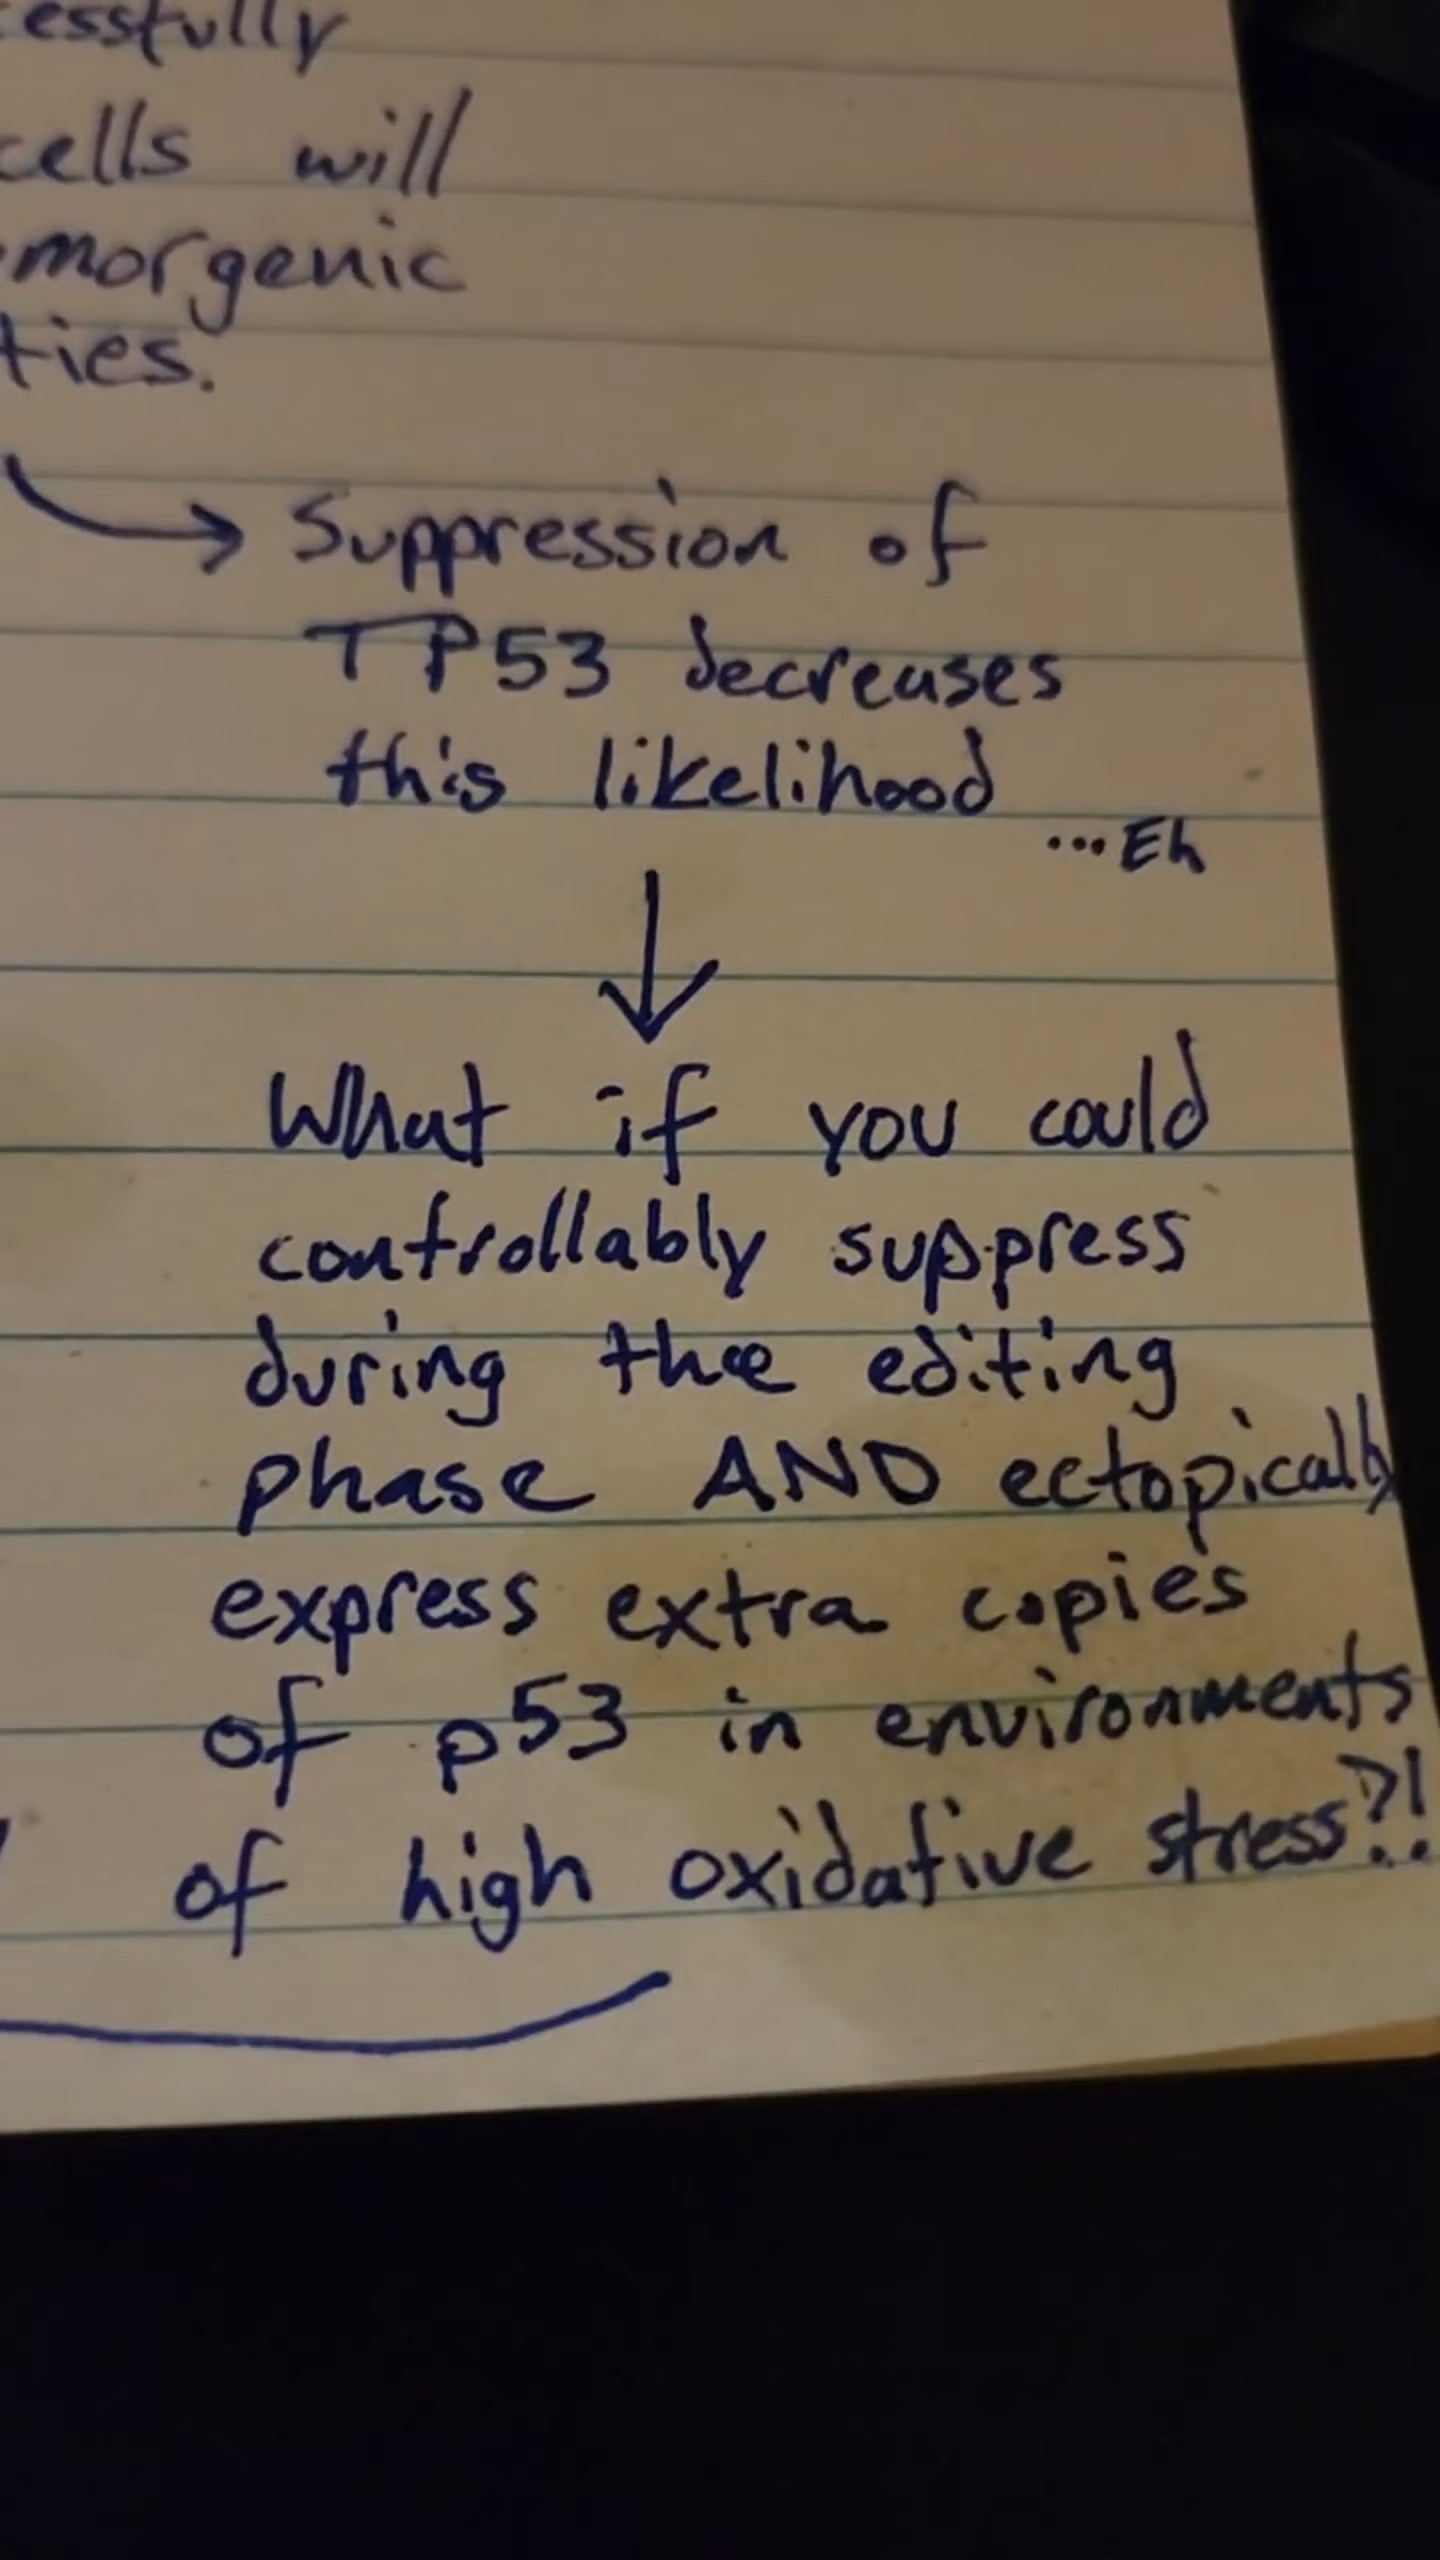 cessfully
cells will
morgenic
ties.
→ Suppression of
TP53 decreases
this likelihood
...Eh
↓
What if you could
controllably suppress
during the editing
phase AND ectopically
express extra copies
of p53 in environments
of high oxidative stress?!